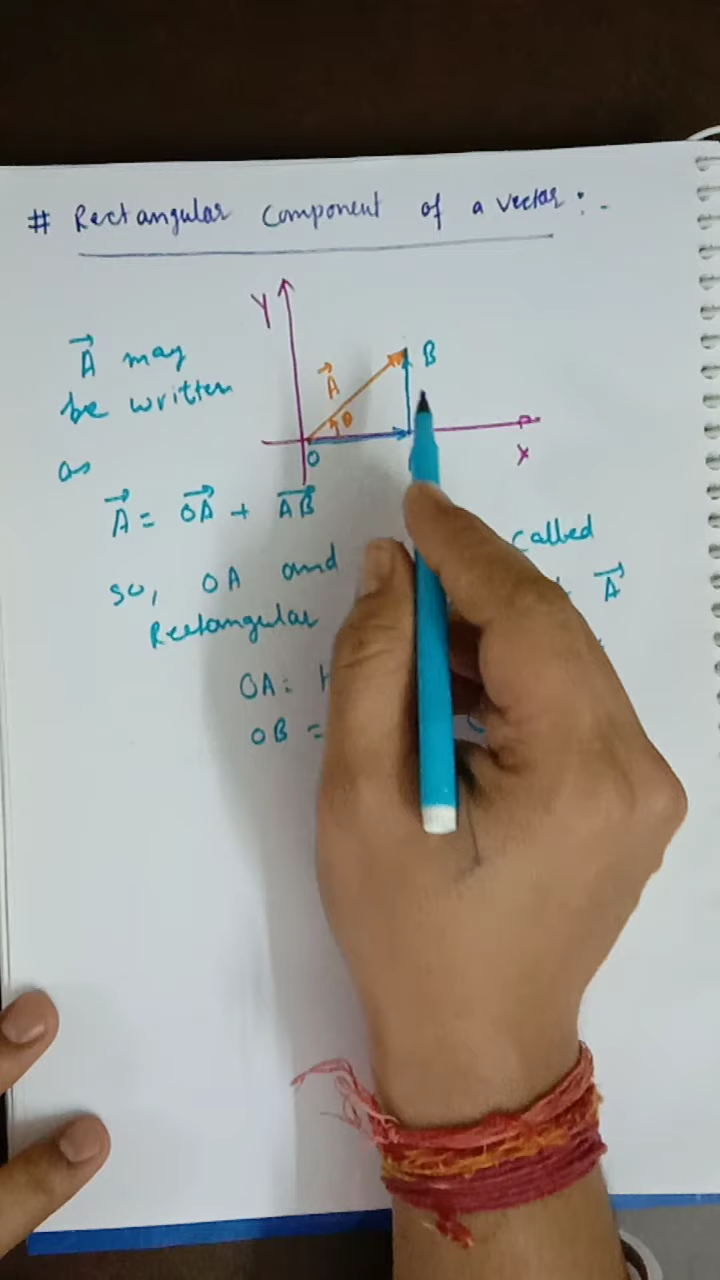 # Rectangular Component of a vector :-
Y
A may
be written
as
A
B
θ
O
X
A = OA + AB
so, OA and called
Rectangular A
OA =
OB =